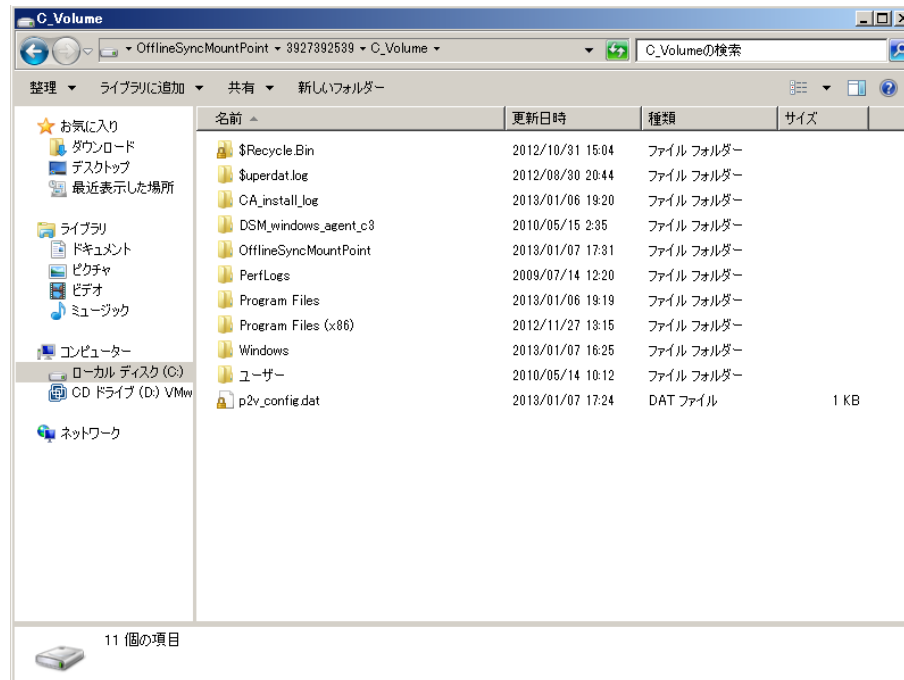 C_Volume
OfflineSyncMountPoint 3927392539 C_Volume C_Volumeの検索
整理 ライブラリに追加 共有 新しいフォルダー
お気に入り
ダウンロード
デスクトップ
最近表示した場所
ライブラリ
ドキュメント
ピクチャ
ビデオ
ミュージック
コンピューター
ローカル ディスク (C:)
CD ドライブ (D:) VMw
ネットワーク
名前 更新日時 種類 サイズ
$Recycle.Bin 2012/10/31 15:04 ファイル フォルダー
$uperdat.log 2012/08/30 20:44 ファイル フォルダー
CA_install_log 2013/01/06 19:20 ファイル フォルダー
DSM_windows_agent_c3 2010/05/15 2:35 ファイル フォルダー
OfflineSyncMountPoint 2013/01/07 17:31 ファイル フォルダー
PerfLogs 2009/07/14 12:20 ファイル フォルダー
Program Files 2013/01/06 19:19 ファイル フォルダー
Program Files (x86) 2012/11/27 13:15 ファイル フォルダー
Windows 2013/01/07 16:25 ファイル フォルダー
ユーザー 2010/05/14 10:12 ファイル フォルダー
p2v_config.dat 2013/01/07 17:24 DAT ファイル 1 KB
11 個の項目